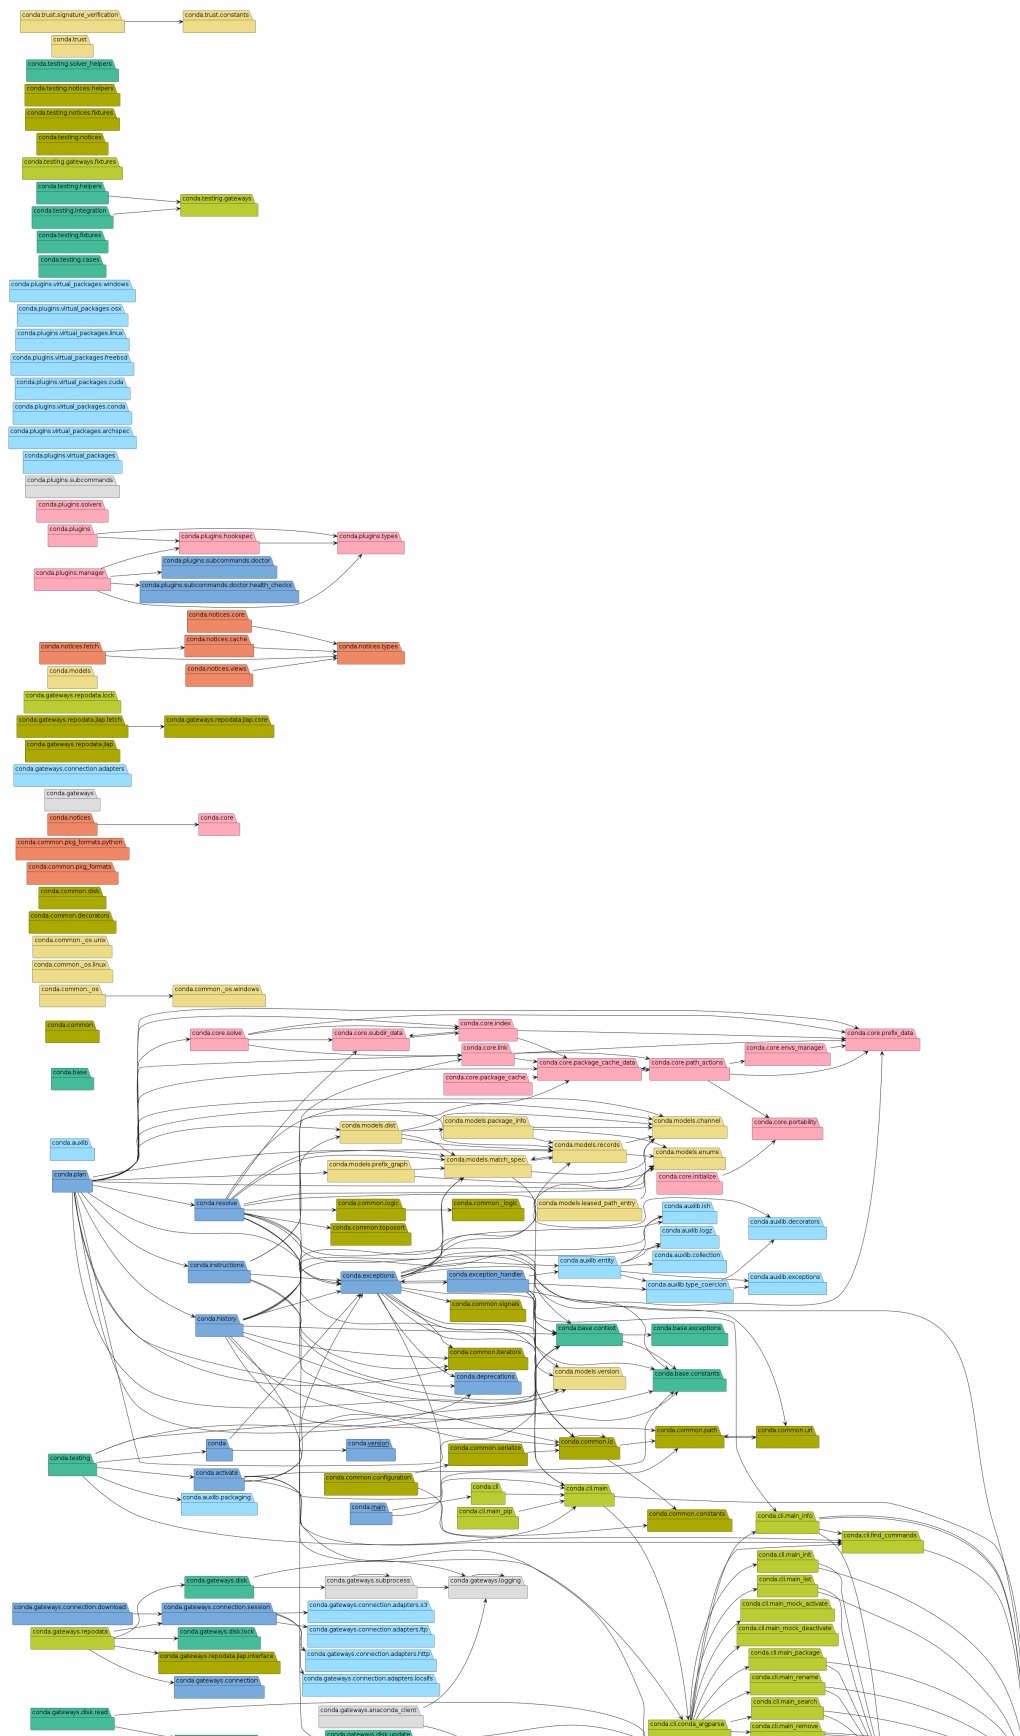 conda.trust.signature_verification
conda.trust.constants
conda.trust
conda.testing.solver_helpers
conda.testing.notices.helpers
conda.testing.notices.fixtures
conda.testing.notices
conda.testing.gateways.fixtures
conda.testing.helpers
conda.testing.gateways
conda.testing.integration
conda.testing.fixtures
conda.testing.cases
conda.plugins.virtual_packages.windows
conda.plugins.virtual_packages.osx
conda.plugins.virtual_packages.linux
conda.plugins.virtual_packages.freebsd
conda.plugins.virtual_packages.cuda
conda.plugins.virtual_packages.conda
conda.plugins.virtual_packages.archspec
conda.plugins.virtual_packages
conda.plugins.subcommands
conda.plugins.solvers
conda.plugins
conda.plugins.hookspec
conda.plugins.types
conda.plugins.subcommands.doctor
conda.plugins.manager
conda.plugins.subcommands.doctor.health_checks
conda.notices.core
conda.notices.cache
conda.notices.fetch
conda.notices.types
conda.notices.views
conda.models
conda.gateways.repodata.lock
conda.gateways.repodata.jlap.fetch
conda.gateways.repodata.jlap.core
conda.gateways.repodata.jlap
conda.gateways.connection.adapters
conda.gateways
conda.notices
conda.core
conda.common.pkg_formats.python
conda.common.pkg_formats
conda.common.disk
conda.common.decorators
conda.common._os.unix
conda.common._os.linux
conda.common._os
conda.common._os.windows
conda.common
conda.core.solve
conda.core.subdir_data
conda.core.index
conda.core.prefix_data
conda.core.link
conda.core.envs_manager
conda.core.package_cache_data
conda.core.path_actions
conda.base
conda.core.package_cache
conda.models.dist
conda.models.package_info
conda.models.channel
conda.core.portability
conda.auxlib
conda.models.records
conda.models.enums
conda.models.prefix_graph
conda.models.match_spec
conda.plan
conda.core.initialize
conda.resolve
conda.common.logic
conda.common._logic
conda.models.leased_path_entry
conda.auxlib.ish
conda.common.toposort
conda.auxlib.logz
conda.auxlib.decorators
conda.auxlib.collection
conda.instructions
conda.exceptions
conda.exception_handler
conda.auxlib.entity
conda.auxlib.type_coercion
conda.auxlib.exceptions
conda.common.signals
conda.history
conda.base.context
conda.base.exceptions
conda.common.iterators
conda.deprecations
conda.models.version
conda.base.constants
conda.common.path
conda.common.url
conda
conda._version
conda.common.serialize
conda.common.io
conda.testing
conda.activate
conda.common.configuration
conda.cli
conda.cli.main
conda.auxlib.packaging
conda.main
conda.cli.main_pip
conda.common.constants
conda.cli.main_info
conda.cli.find_commands
conda.cli.main_init
conda.gateways.disk
conda.gateways.subprocess
conda.gateways.logging
conda.cli.main_list
conda.gateways.connection.download
conda.gateways.connection.session
conda.gateways.connection.adapters.s3
conda.cli.main_mock_activate
conda.gateways.repodata
conda.gateways.disk.lock
conda.gateways.connection.adapters.ftp
conda.cli.main_mock_deactivate
conda.gateways.repodata.jlap.interface
conda.gateways.connection.adapters.http
conda.cli.main_package
conda.gateways.connection
conda.gateways.connection.adapters.localfs
conda.cli.main_rename
conda.cli.main_search
conda.gateways.disk.read
conda.gateways.anaconda_client
conda.cli.conda_argparse
conda.cli.main_remove
conda.gateways.disk.update